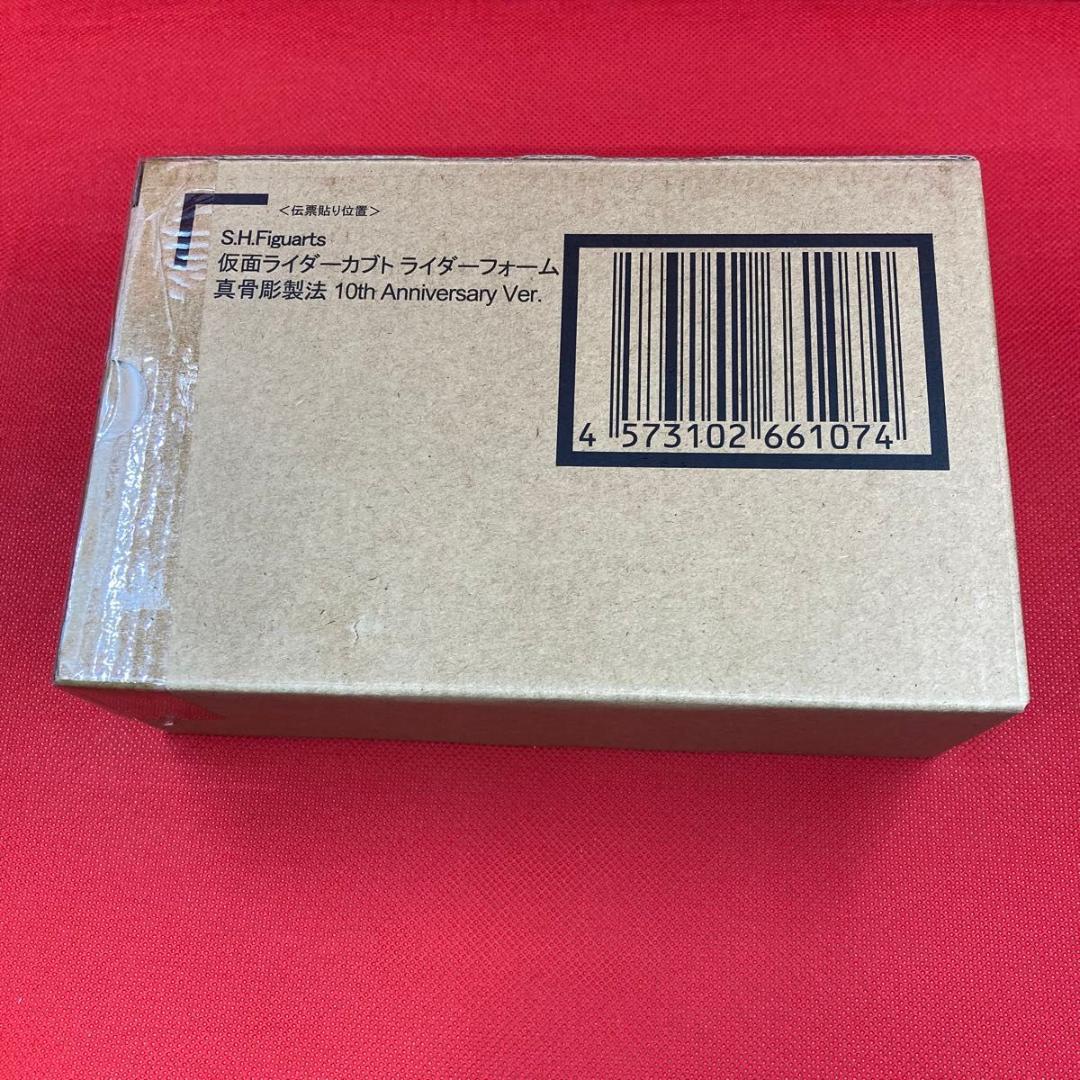 ＜伝票貼り位置＞
S.H.Figuarts
仮面ライダーカブト ライダーフォーム
真骨彫製法 10th Anniversary Ver.
4 573102 661074